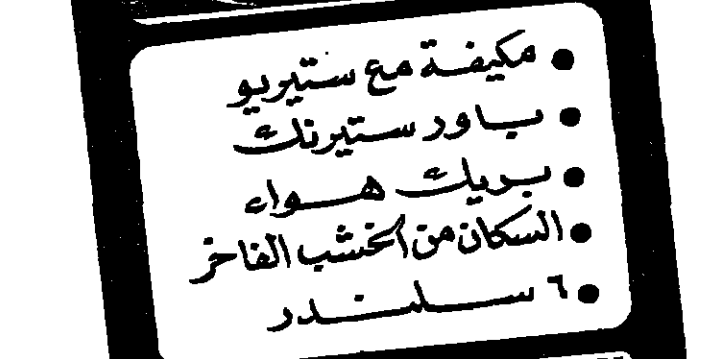 • مكيفة مع ستيريو
• باور ستيرنك
• بريك هواء
• السكان من الخشب الفاخر
• ٦ سلندر